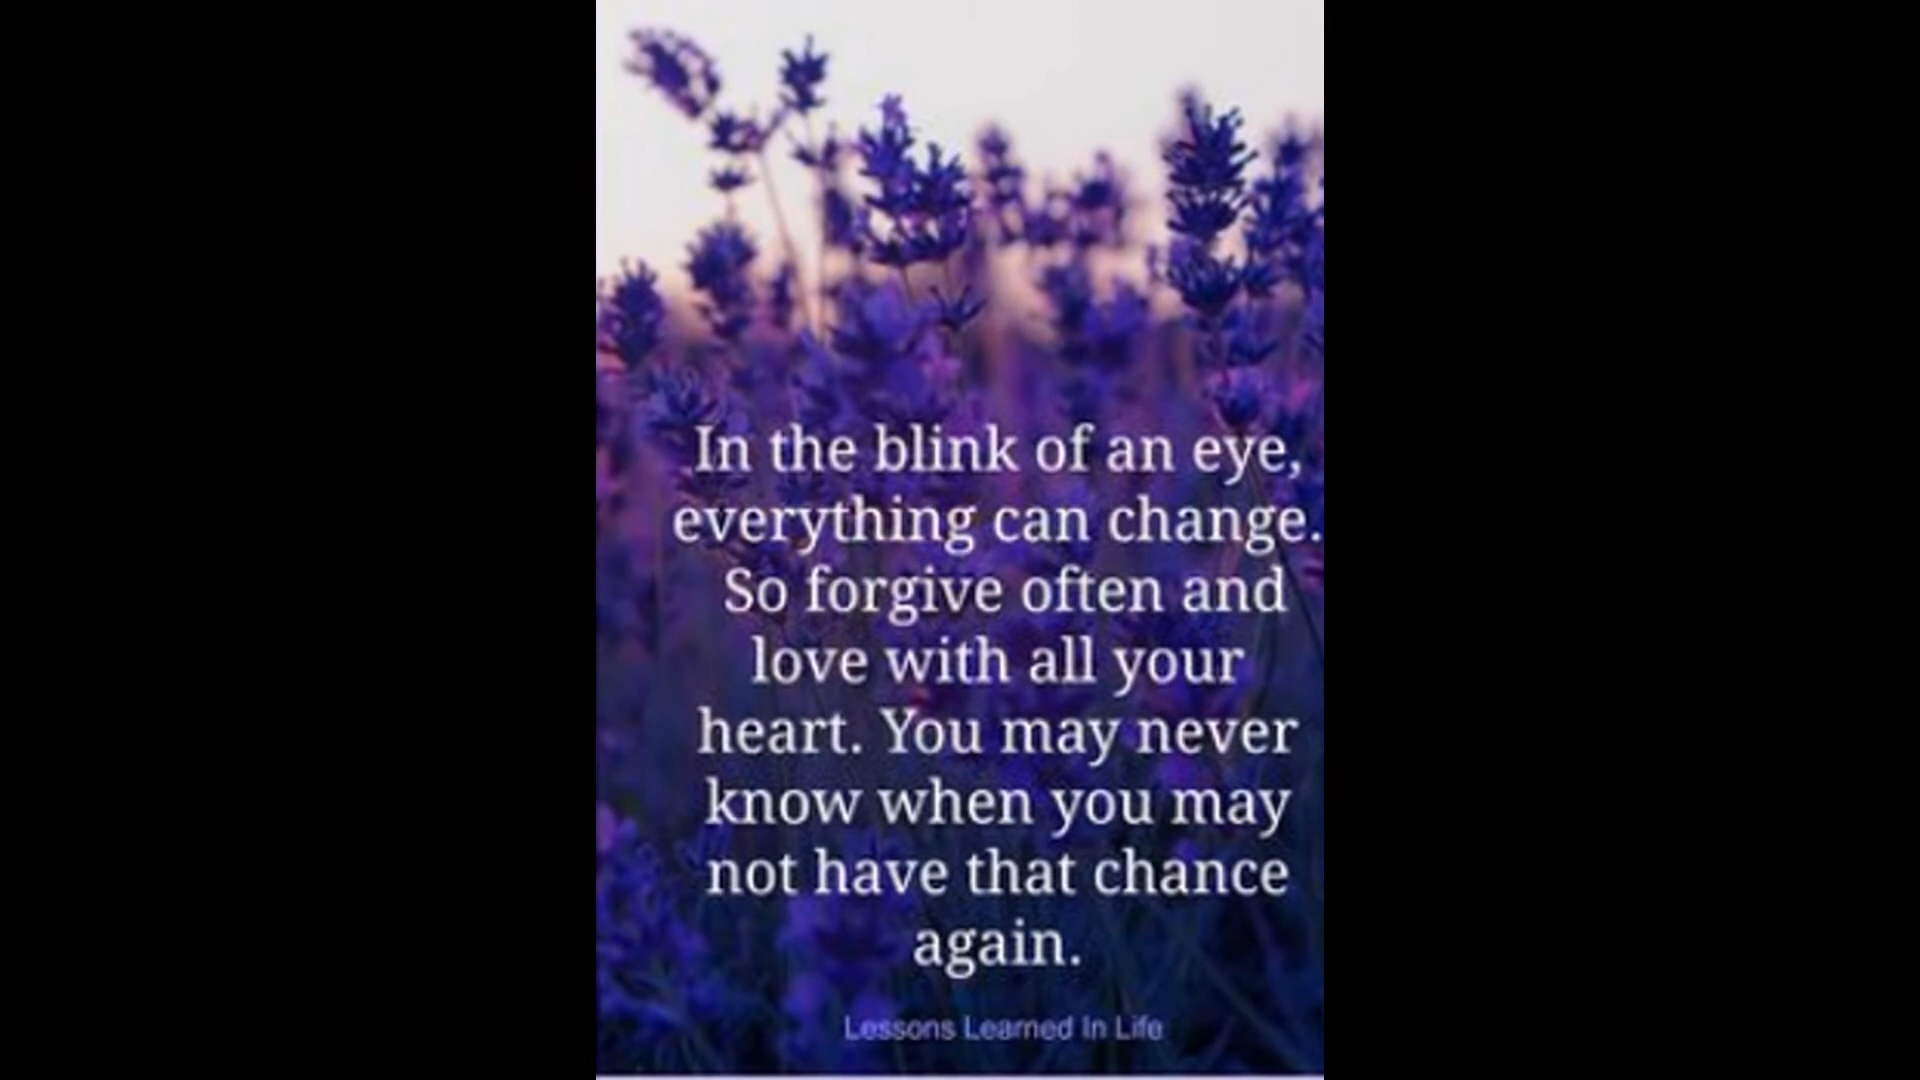 In the blink of an eye,
everything can change.
So forgive often and
love with all your
heart. You may never
know when you may
not have that chance
again.
Lessons Learned In Life